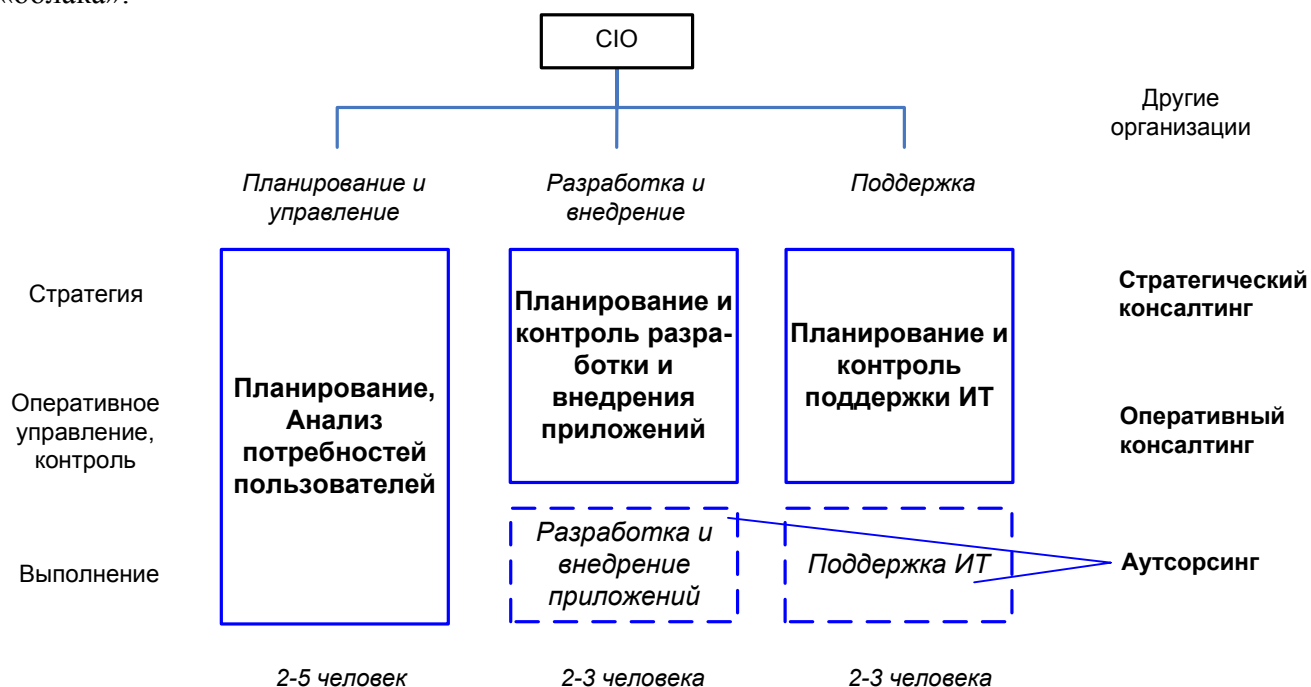 «облака».
CIO
Другие
организации
Планирование и
управление
Разработка и
внедрение
Поддержка
Стратегия
Планирование и
контроль разра-
ботки и
внедрения
приложений
Планирование и
контроль
поддержки ИТ
Стратегический
консалтинг
Оперативное
управление,
контроль
Планирование,
Анализ
потребностей
пользователей
Оперативный
консалтинг
Выполнение
Разработка и
внедрение
приложений
Поддержка ИТ
Аутсорсинг
2-5 человек
2-3 человека
2-3 человека